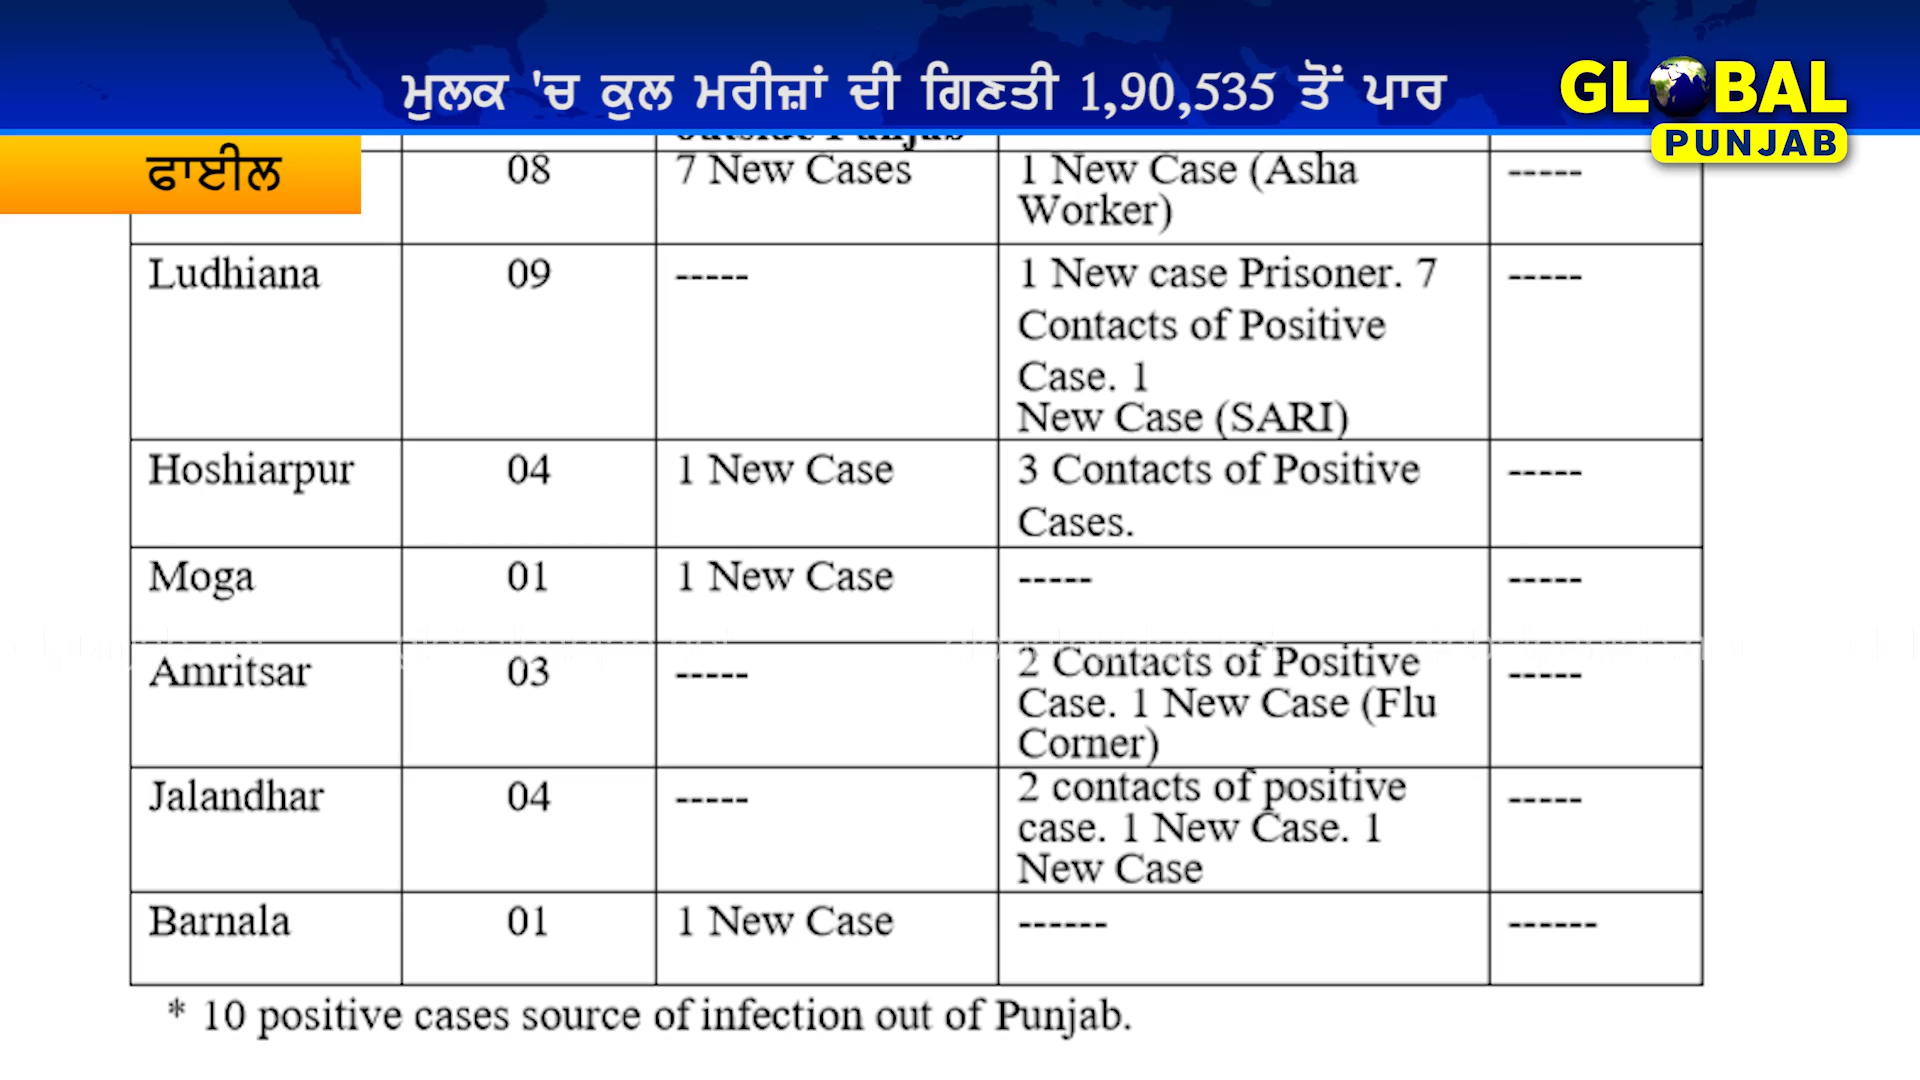 ਮੁਲਕ 'ਚ ਕੁਲ ਮਰੀਜ਼ਾਂ ਦੀ ਗਿਣਤੀ 1,90,535 ਤੋਂ ਪਾਰ
GLOBAL
PUNJAB
ਫਾਈਲ
outside Punjab
08 7 New Cases 1 New Case (Asha -----
Worker)
Ludhiana 09 ----- 1 New case Prisoner. 7 -----
Contacts of Positive
Case. 1
New Case (SARI)
Hoshiarpur 04 1 New Case 3 Contacts of Positive -----
Cases.
Moga 01 1 New Case ----- -----
Amritsar 03 ----- 2 Contacts of Positive -----
Case. 1 New Case (Flu
Corner)
Jalandhar 04 ----- 2 contacts of positive -----
case. 1 New Case. 1
New Case
Barnala 01 1 New Case ------ ------
* 10 positive cases source of infection out of Punjab.